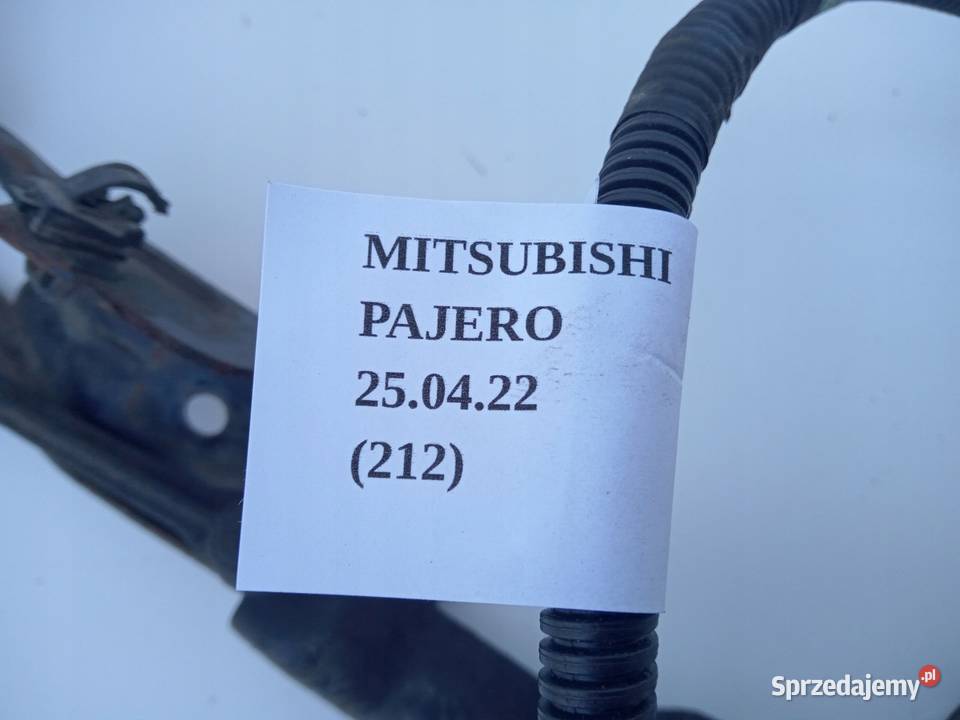 MITSUBISHI
PAJERO
25.04.22
(212)
Sprzedajemy.pl